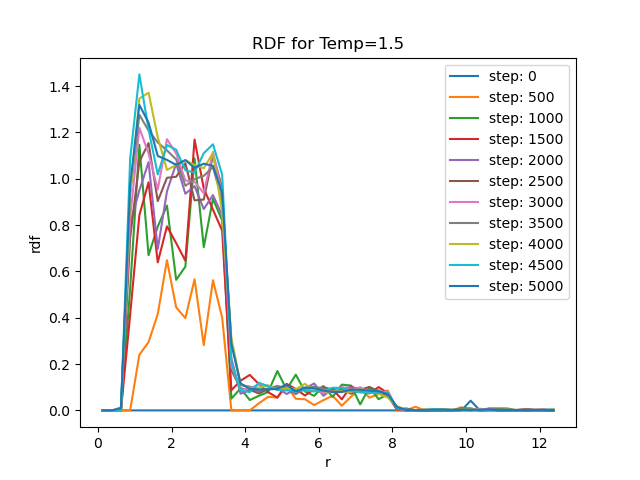 RDF for Temp=1.5
rdf
1.4
1.2
1.0
0.8
0.6
0.4
0.2
0.0
step: 0
step: 500
step: 1000
step: 1500
step: 2000
step: 2500
step: 3000
step: 3500
step: 4000
step: 4500
step: 5000
0 2 4 6 8 10 12
r